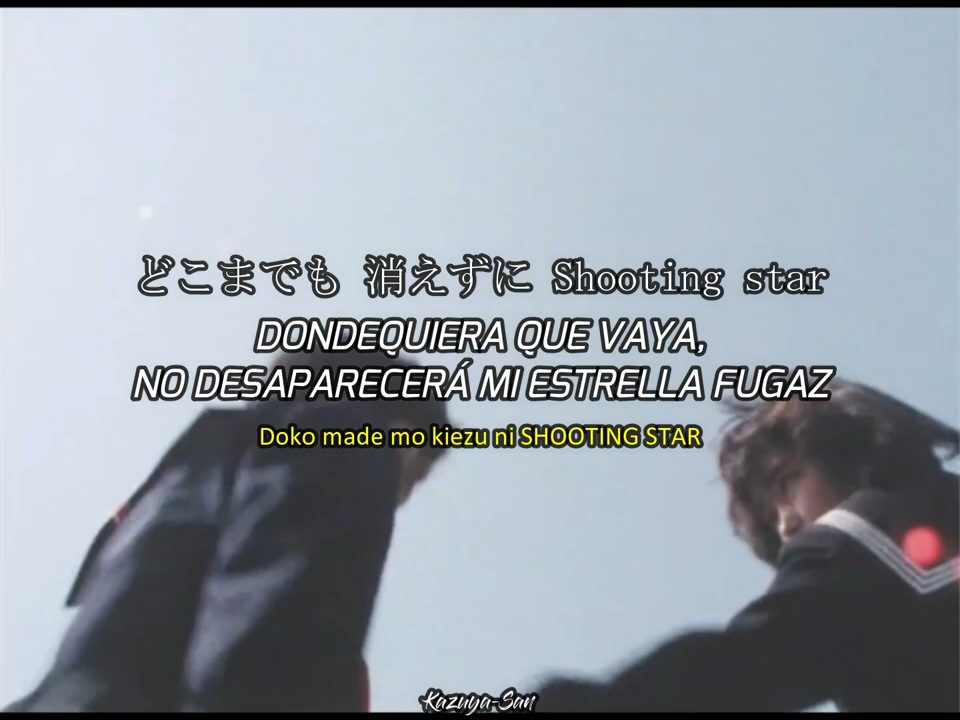 どこまでも 消えずに Shooting star
DONDEQUIERA QUE VAYA,
NO DESAPARECERÁ MI ESTRELLA FUGAZ
Doko made mo kiezu ni SHOOTING STAR
Kazuya-San